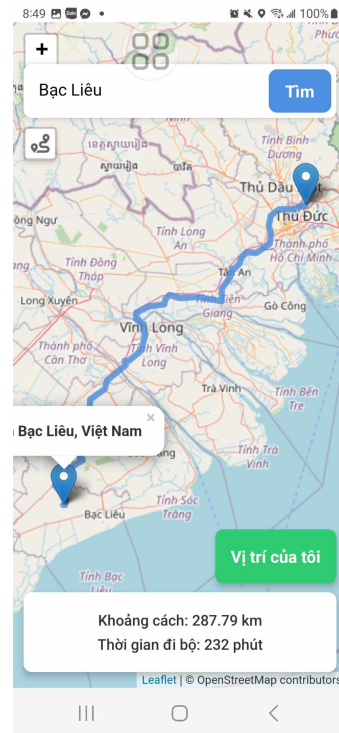 8:49
100%
+
Bạc Liêu
Tìm
Tỉnh Bình
Dương
Thủ Dầu
Thủ Đức
Thành phố
Hồ Chí Minh
Tỉnh Long
An
Tân An
Tỉnh Đồng
Tháp
Long Xuyên
Tỉnh Tiền
Giang
Gò Công
Vĩnh Long
Thành phố
Cần Thơ
Tỉnh Vĩnh
Long
Trà Vinh
Tỉnh Bến
Tre
×
Bạc Liêu, Việt Nam
Tỉnh Trà
Vinh
Tỉnh Sóc
Trăng
Bạc Liêu
Vị trí của tôi
Tỉnh Bạc
Liêu
Khoảng cách: 287.79 km
Thời gian đi bộ: 232 phút
Leaflet | © OpenStreetMap contributors